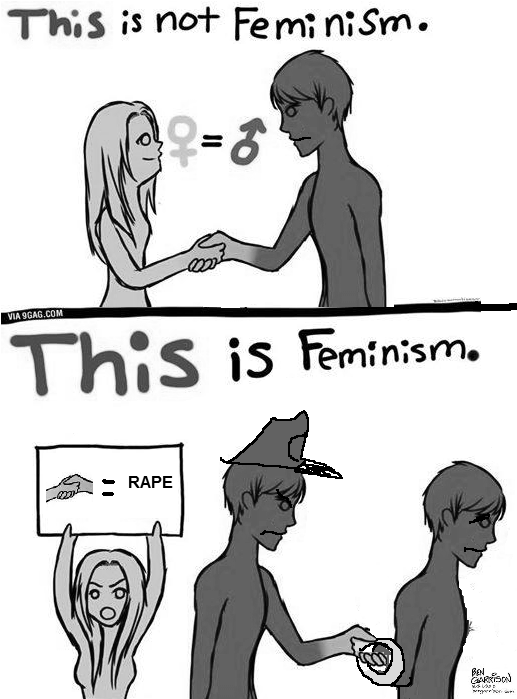 This is not Feminism.
♀ = ♂
VIA 9GAG.COM
This is Feminism.
= RAPE
BEN
GARRISON